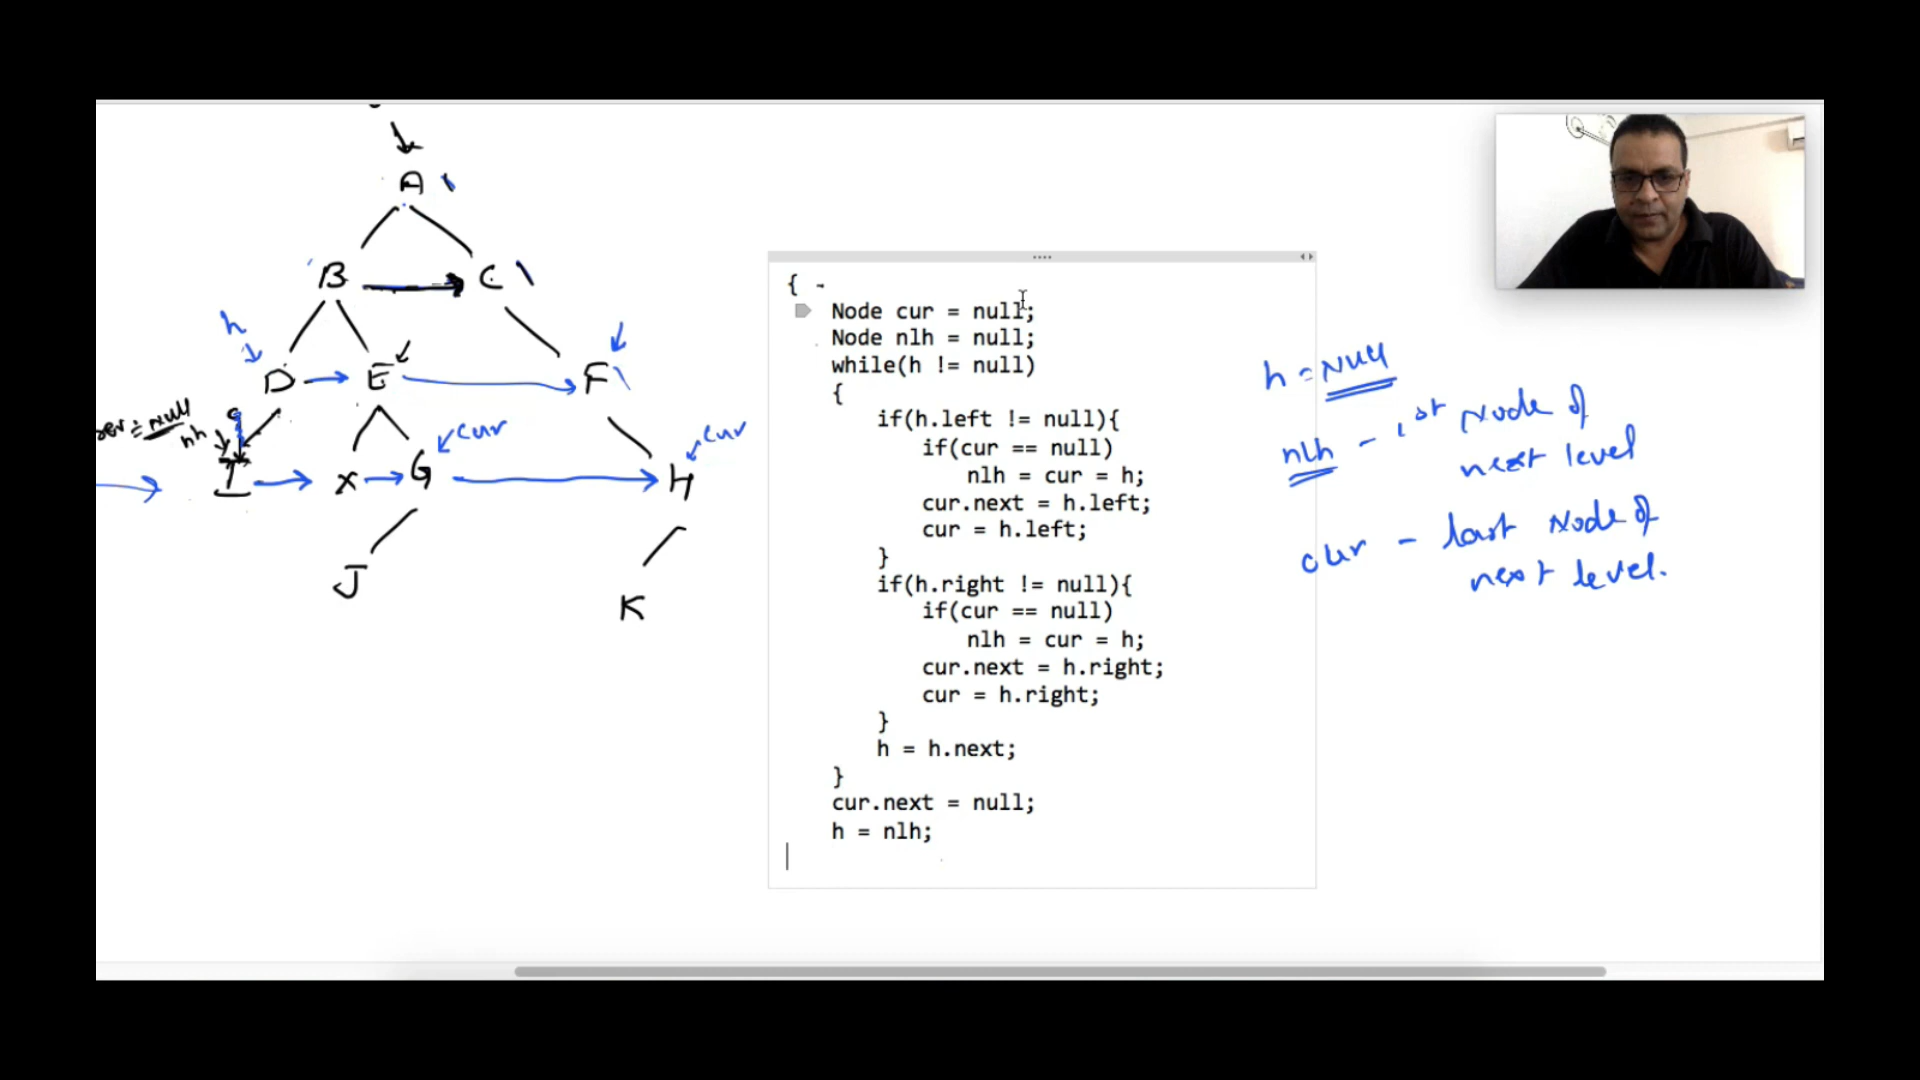 A
B C
h
D E F
= Null
nh
I x G cur H cur
J K
{ -
Node cur = null;
Node nlh = null;
while(h != null)
{
if(h.left != null){
if(cur == null)
nlh = cur = h;
cur.next = h.left;
cur = h.left;
}
if(h.right != null){
if(cur == null)
nlh = cur = h;
cur.next = h.right;
cur = h.right;
}
h = h.next;
}
cur.next = null;
h = nlh;
h = Null
nlh - 1st Node of
next level
cur - last Node of
next level.